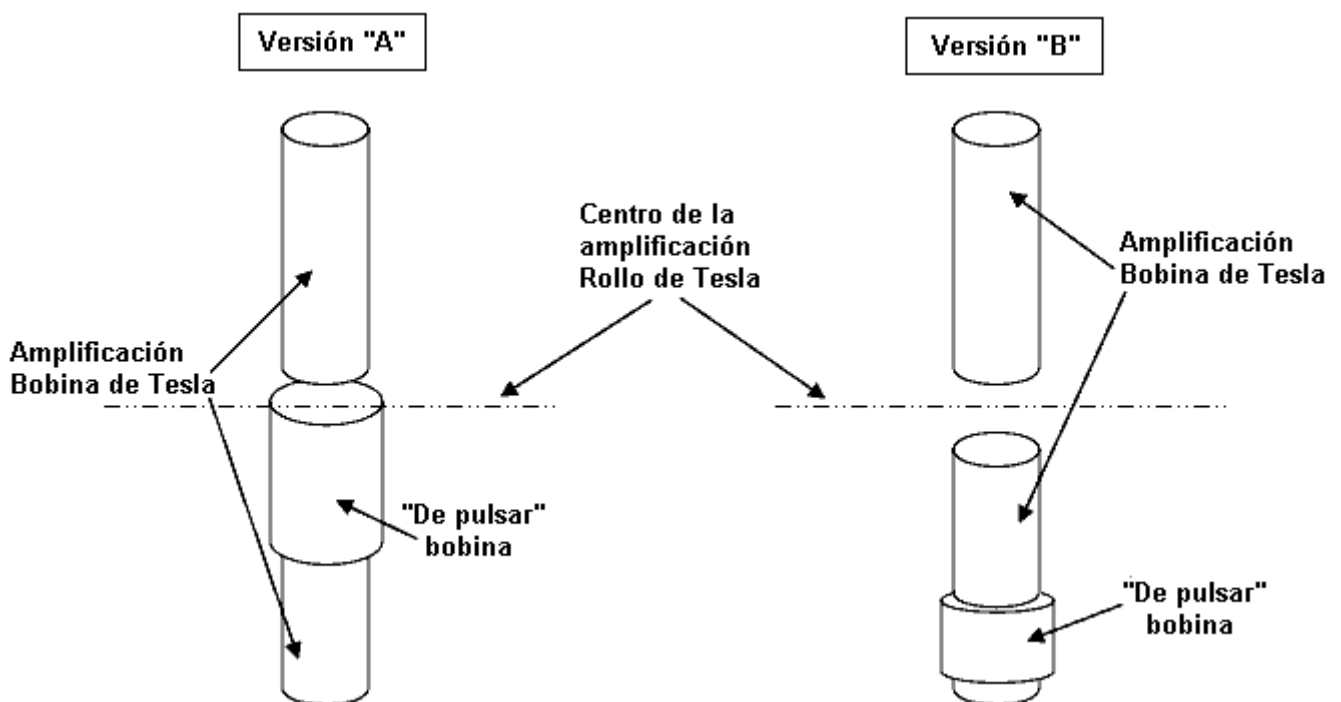 Versión "A"
Versión "B"
Centro de la
amplificación
Rollo de Tesla
Amplificación
Bobina de Tesla
Amplificación
Bobina de Tesla
"De pulsar"
bobina
"De pulsar"
bobina